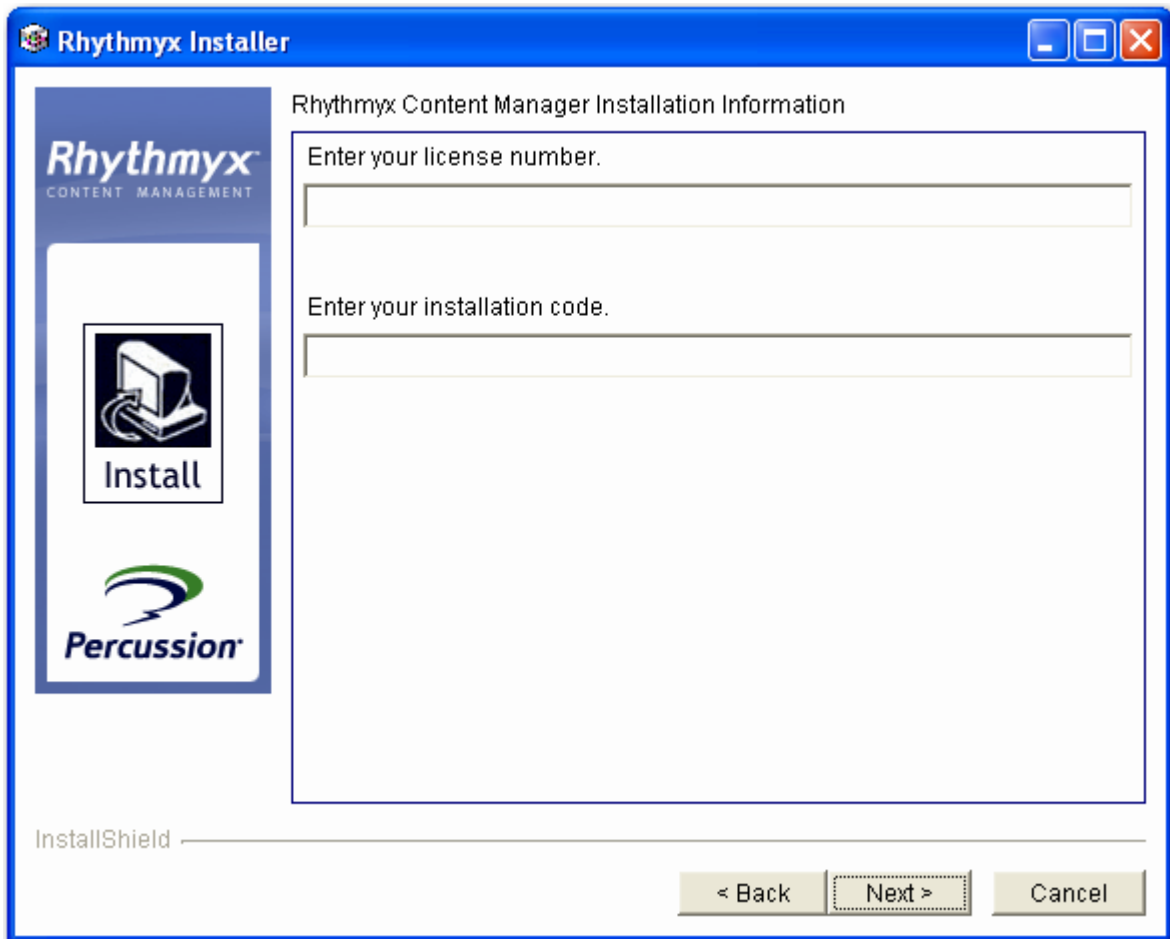 Rhythmyx Installer
Rhythmyx Content Manager Installation Information
Rhythmyx
CONTENT MANAGEMENT
Enter your license number.
Enter your installation code.
Install
Percussion
InstallShield
< Back
Next >
Cancel